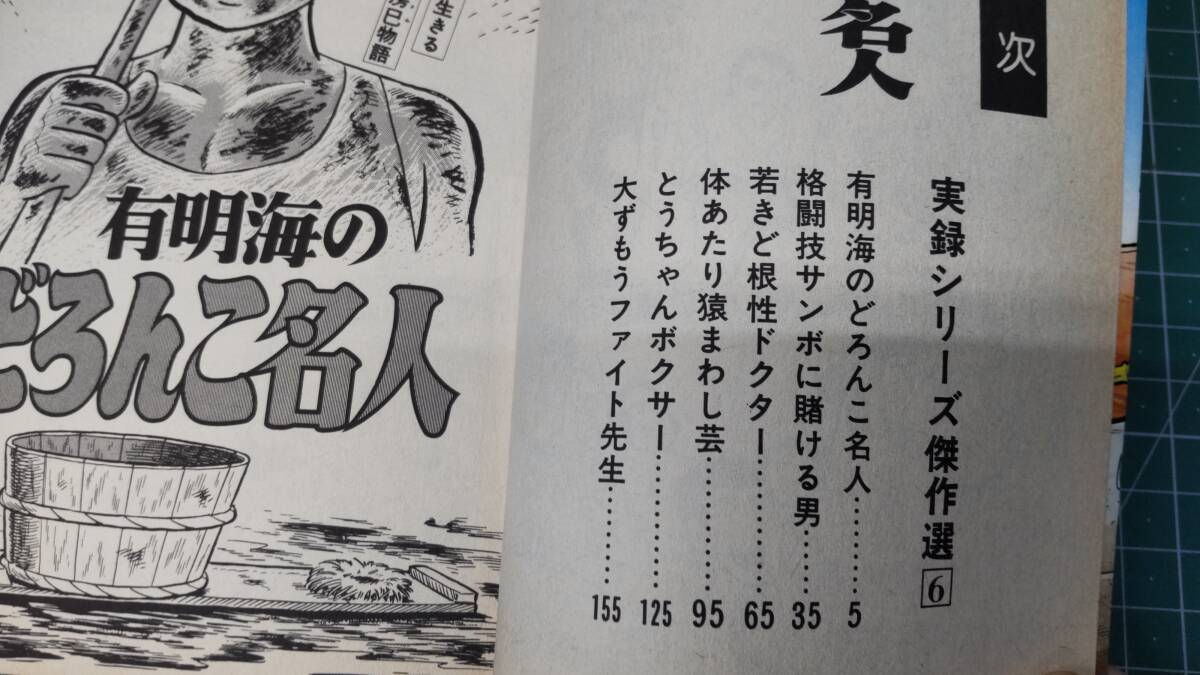 次
名人
実録シリーズ傑作選6
有明海のどろんこ名人………5
格闘技サンボに賭ける男……35
若きど根性ドクター…………65
体あたり猿まわし芸…………95
とうちゃんボクサー…………125
大ずもうファイト先生………155
生きる
房巳物語
有明海の
どろんこ名人